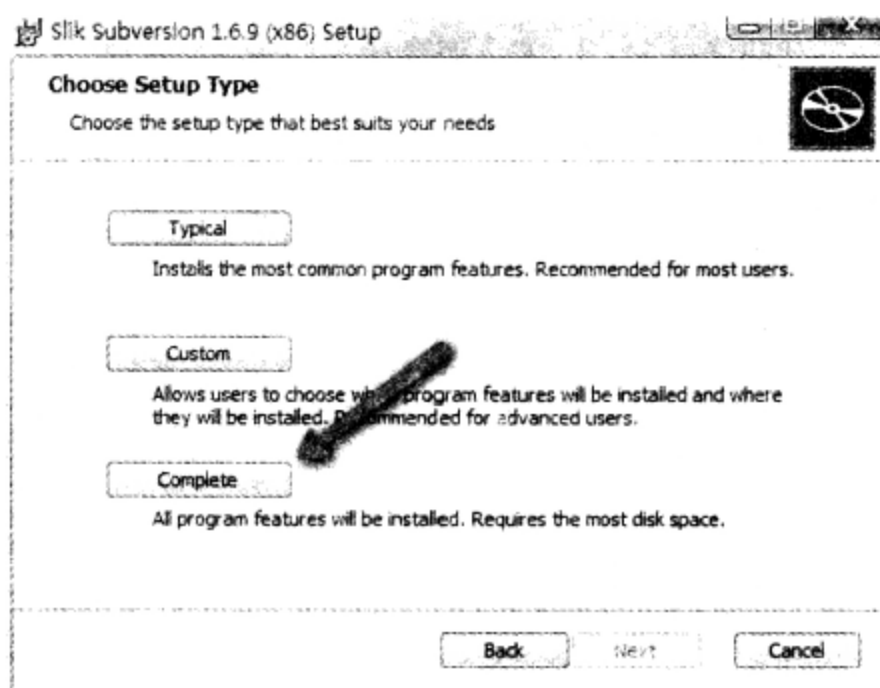 Slik Subversion 1.6.9 (x86) Setup
Choose Setup Type
Choose the setup type that best suits your needs
Typical
Installs the most common program features. Recommended for most users.
Custom
Allows users to choose which program features will be installed and where
they will be installed. Recommended for advanced users.
Complete
All program features will be installed. Requires the most disk space.
Back
Next
Cancel